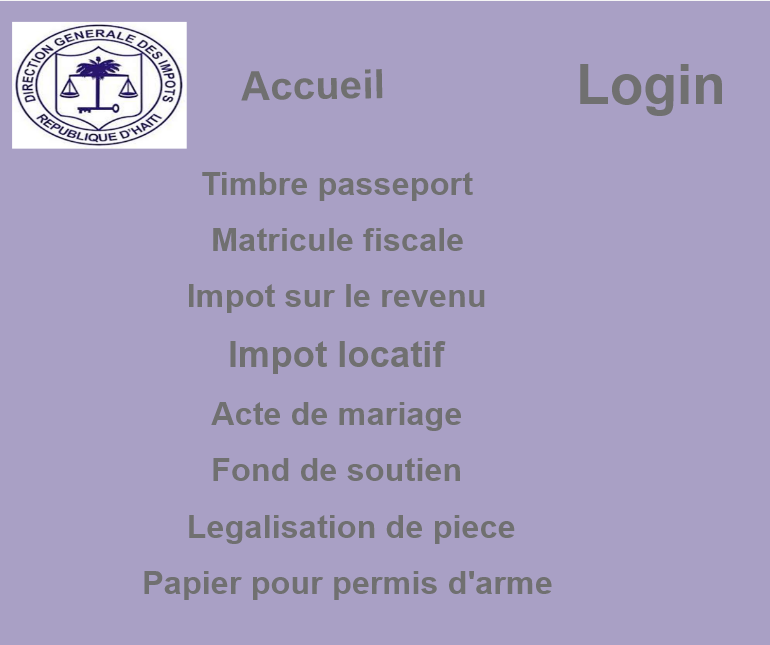 DIRECTION GENERALE DES IMPOTS
REPUBLIQUE D'HAITI
Accueil
Login
Timbre passeport
Matricule fiscale
Impot sur le revenu
Impot locatif
Acte de mariage
Fond de soutien
Legalisation de piece
Papier pour permis d'arme